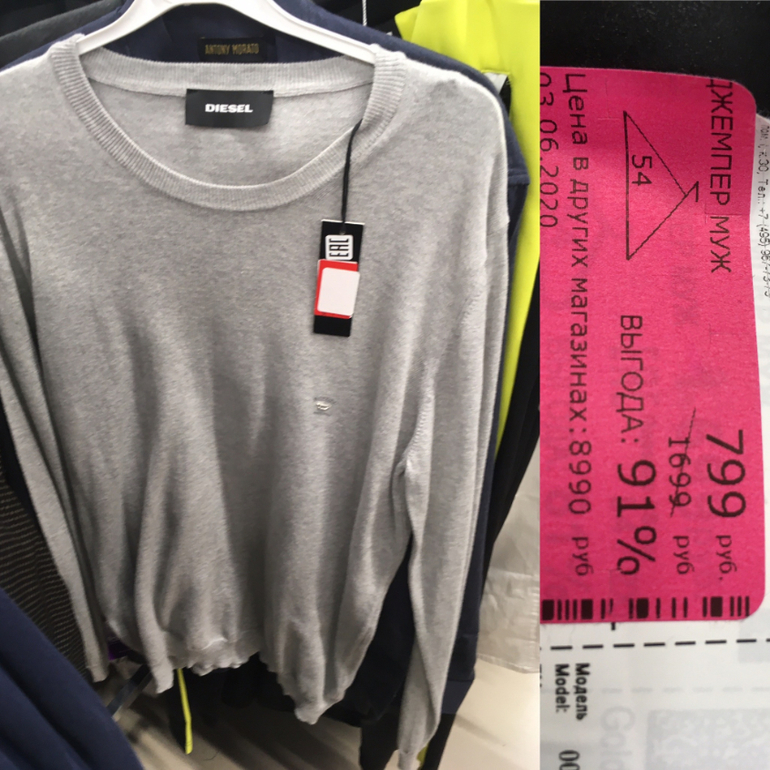 ANTONY MORATO
DIESEL
ДЖЕМПЕР МУЖ
54
799 руб.
1699 руб
ВЫГОДА: 91%
Цена в других магазинах: 8990 руб
03.06.2020
Модель
Model: